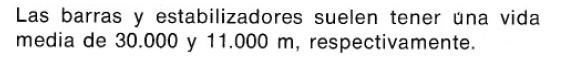 Las barras y estabilizadores suelen tener una vida
media de 30.000 y 11.000 m, respectivamente.